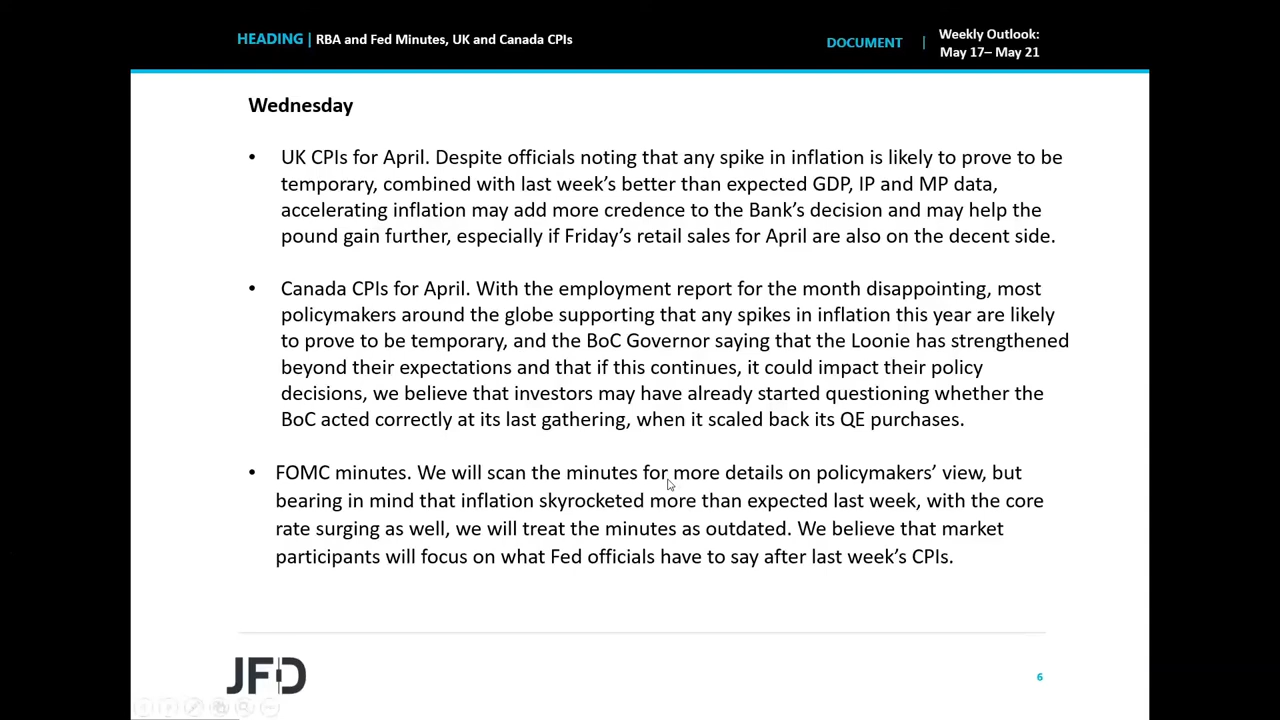 HEADING | RBA and Fed Minutes, UK and Canada CPIs
DOCUMENT | Weekly Outlook:
May 17– May 21
Wednesday
• UK CPIs for April. Despite officials noting that any spike in inflation is likely to prove to be
temporary, combined with last week’s better than expected GDP, IP and MP data,
accelerating inflation may add more credence to the Bank’s decision and may help the
pound gain further, especially if Friday’s retail sales for April are also on the decent side.
• Canada CPIs for April. With the employment report for the month disappointing, most
policymakers around the globe supporting that any spikes in inflation this year are likely
to prove to be temporary, and the BoC Governor saying that the Loonie has strengthened
beyond their expectations and that if this continues, it could impact their policy
decisions, we believe that investors may have already started questioning whether the
BoC acted correctly at its last gathering, when it scaled back its QE purchases.
• FOMC minutes. We will scan the minutes for more details on policymakers’ view, but
bearing in mind that inflation skyrocketed more than expected last week, with the core
rate surging as well, we will treat the minutes as outdated. We believe that market
participants will focus on what Fed officials have to say after last week’s CPIs.
JFD
6